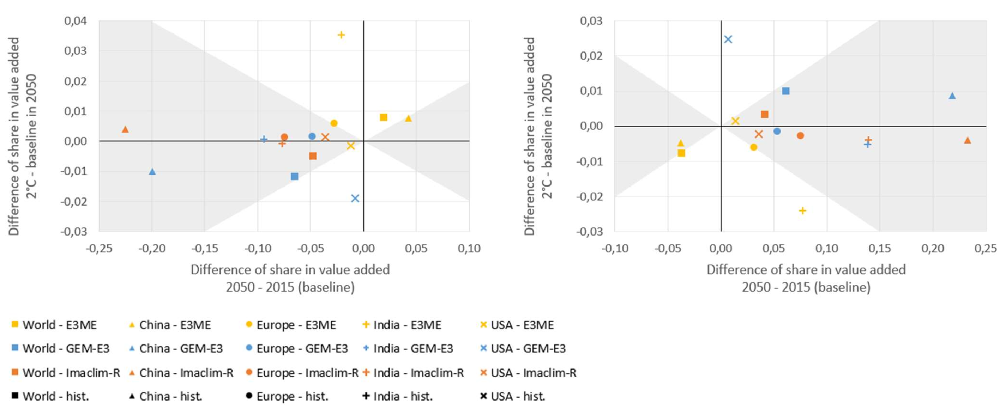 Difference of share in value added
2°C - baseline in 2050
0,04
0,03
0,02
0,01
0,00
-0,01
-0,02
-0,03
-0,25 -0,20 -0,15 -0,10 -0,05 0,00 0,05 0,10
Difference of share in value added
2050 - 2015 (baseline)
Difference of share in value added
2°C - baseline in 2050
0,03
0,02
0,01
0,00
-0,01
-0,02
-0,03
-0,10 -0,05 0,00 0,05 0,10 0,15 0,20 0,25
Difference of share in value added
2050 - 2015 (baseline)
World - E3ME China - E3ME Europe - E3ME India - E3ME USA - E3ME
World - GEM-E3 China - GEM-E3 Europe - GEM-E3 India - GEM-E3 USA - GEM-E3
World - Imaclim-R China - Imaclim-R Europe - Imaclim-R India - Imaclim-R USA - Imaclim-R
World - hist. China - hist. Europe - hist. India - hist. USA - hist.